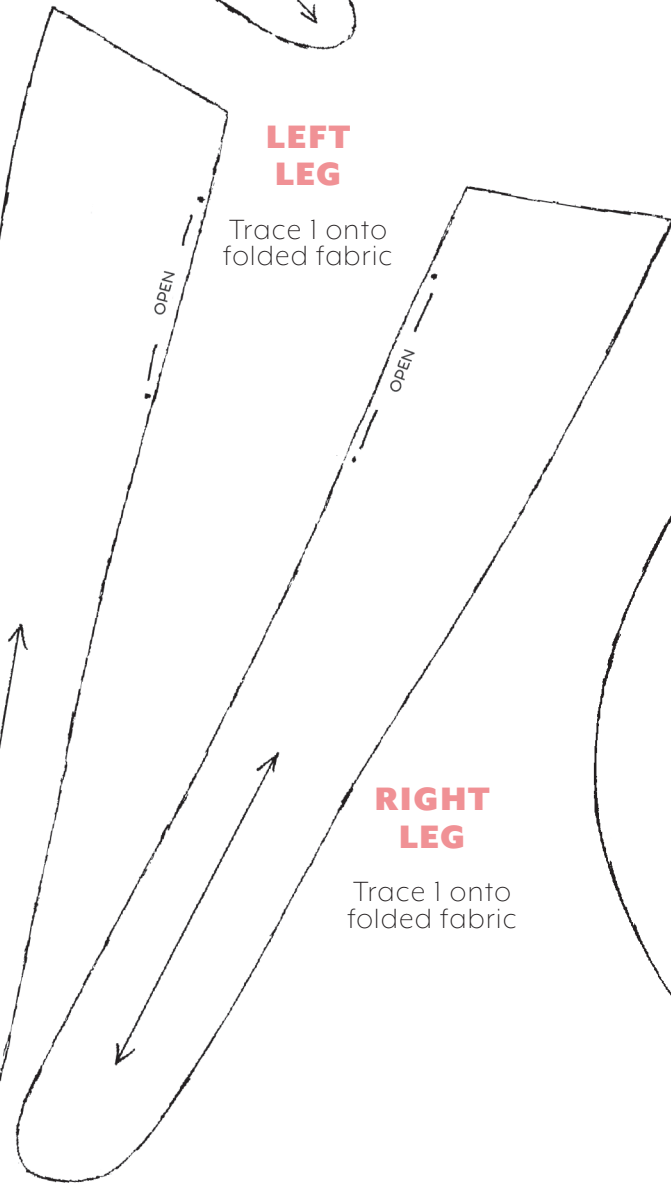 LEFT
LEG
Trace 1 onto
folded fabric
OPEN
OPEN
RIGHT
LEG
Trace 1 onto
folded fabric